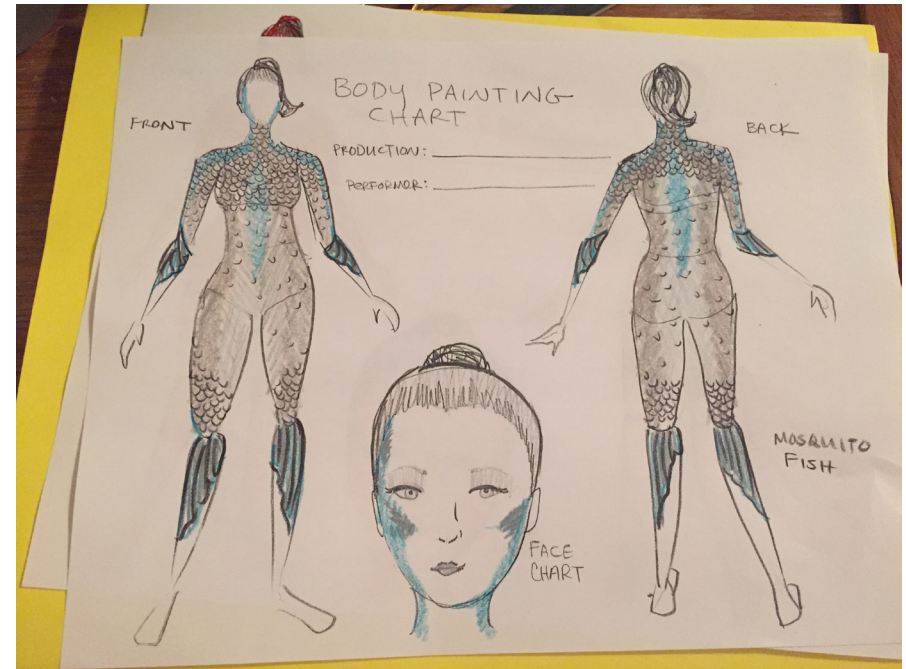 BODY PAINTING
CHART
FRONT
BACK
PRODUCTION:
PERFORMOR:
MOSQUITO
FISH
FACE
CHART